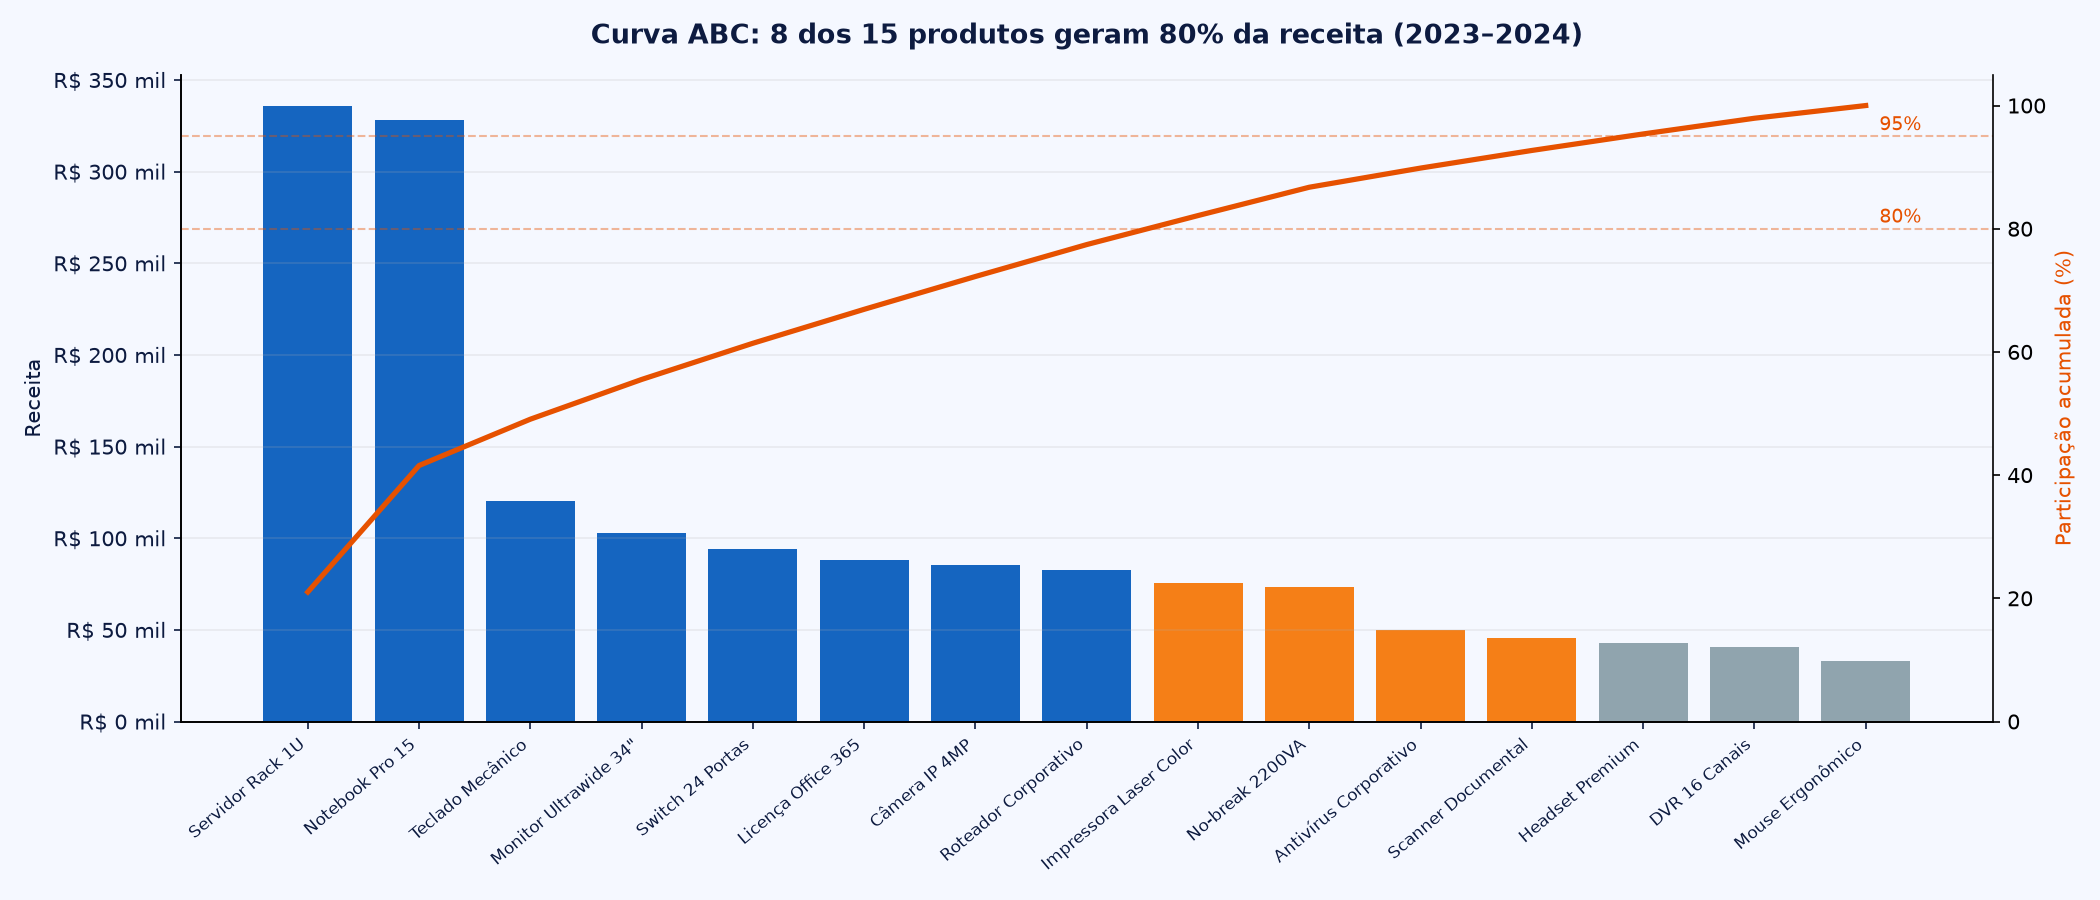 Curva ABC: 8 dos 15 produtos geram 80% da receita (2023–2024)
Receita
R$ 350 mil
R$ 300 mil
R$ 250 mil
R$ 200 mil
R$ 150 mil
R$ 100 mil
R$ 50 mil
R$ 0 mil
95%
80%
100
80
60
40
20
0
Participação acumulada (%)
Servidor Rack 1U
Notebook Pro 15
Teclado Mecânico
Monitor Ultrawide 34"
Switch 24 Portas
Licença Office 365
Câmera IP 4MP
Roteador Corporativo
Impressora Laser Color
No-break 2200VA
Antivírus Corporativo
Scanner Documental
Headset Premium
DVR 16 Canais
Mouse Ergonômico